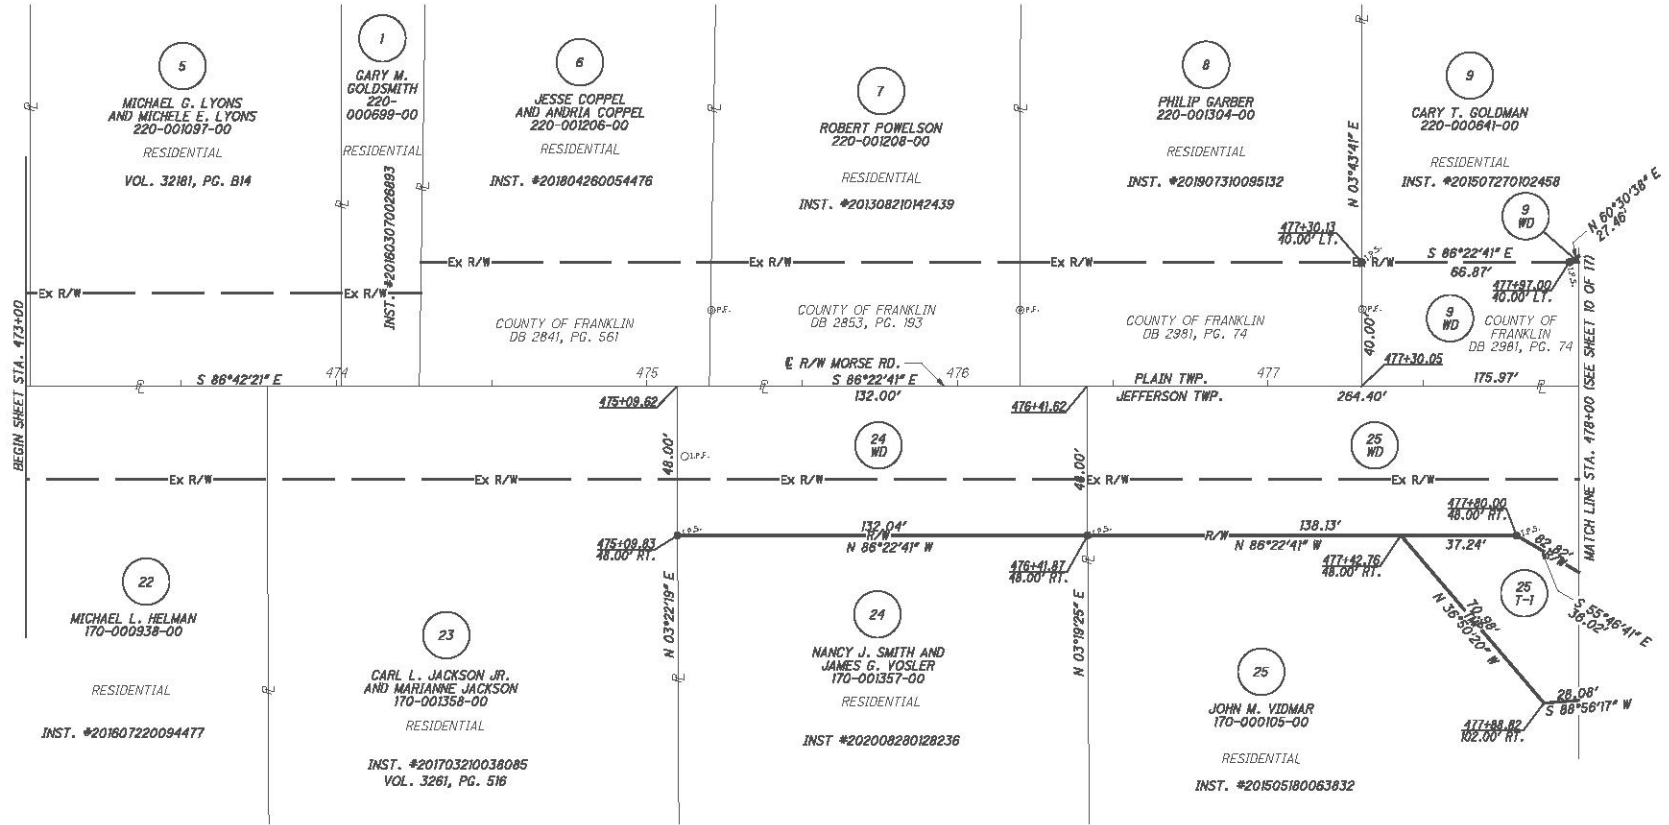 5
MICHAEL G. LYONS
AND MICHELE E. LYONS
220-001097-00
RESIDENTIAL
VOL. 32181, PG. B14
1
GARY M.
GOLDSMITH
220-
000699-00
RESIDENTIAL
INST. #201603070026893
6
JESSE COPPEL
AND ANDRIA COPPEL
220-001206-00
RESIDENTIAL
INST. #201804260054476
7
ROBERT POWELSON
220-001208-00
RESIDENTIAL
INST. #201308210142439
8
PHILIP GARBER
220-001304-00
RESIDENTIAL
INST. #201907310095132
N 03°43'41" E
9
CARY T. GOLDMAN
220-000641-00
RESIDENTIAL
INST. #201507270102458
9
WD
N 60°30'38" E
27.46'
477+30.13
40.00' LT.
I.P.S.
S 86°22'41" E
66.87'
477+97.00
40.00' LT.
I.P.S.
Ex R/W
Ex R/W
Ex R/W
Ex R/W
Ex R/W
Ex R/W
BEGIN SHEET STA. 473+00
MATCH LINE STA. 478+00 (SEE SHEET 10 OF 17)
COUNTY OF FRANKLIN
DB 2841, PG. 561
I.P.F.
COUNTY OF FRANKLIN
DB 2853, PG. 193
I.P.F.
COUNTY OF FRANKLIN
DB 2981, PG. 74
I.P.F.
40.00'
9
WD
COUNTY OF
FRANKLIN
DB 2981, PG. 74
477+30.05
S 86°42'21" E
474
475
℄ R/W MORSE RD.
S 86°22'41" E
132.00'
476
PLAIN TWP.
JEFFERSON TWP.
477
175.97'
264.40'
475+09.62
476+41.62
48.00'
I.P.F.
24
WD
48.00'
25
WD
Ex R/W
Ex R/W
Ex R/W
Ex R/W
Ex R/W
475+09.83
48.00' RT.
I.P.S.
132.04'
R/W
N 86°22'41" W
476+41.87
48.00' RT.
I.P.S.
R/W
138.13'
N 86°22'41" W
477+42.76
48.00' RT.
37.24'
477+80.00
48.00' RT.
I.P.S.
82.82'
R/W
S 55°46'41" E
36.02'
25
T-1
70.98'
TMP
N 36°50'20" W
28.08'
S 88°56'17" W
477+88.82
102.00' RT.
22
MICHAEL L. HELMAN
170-000938-00
RESIDENTIAL
INST. #201607220094477
23
CARL L. JACKSON JR.
AND MARIANNE JACKSON
170-001358-00
RESIDENTIAL
INST. #201703210038085
VOL. 3261, PG. 516
N 03°22'19" E
24
NANCY J. SMITH AND
JAMES G. VOSLER
170-001357-00
RESIDENTIAL
INST #202008280128236
N 03°19'25" E
25
JOHN M. VIDMAR
170-000105-00
RESIDENTIAL
INST. #201505180063832